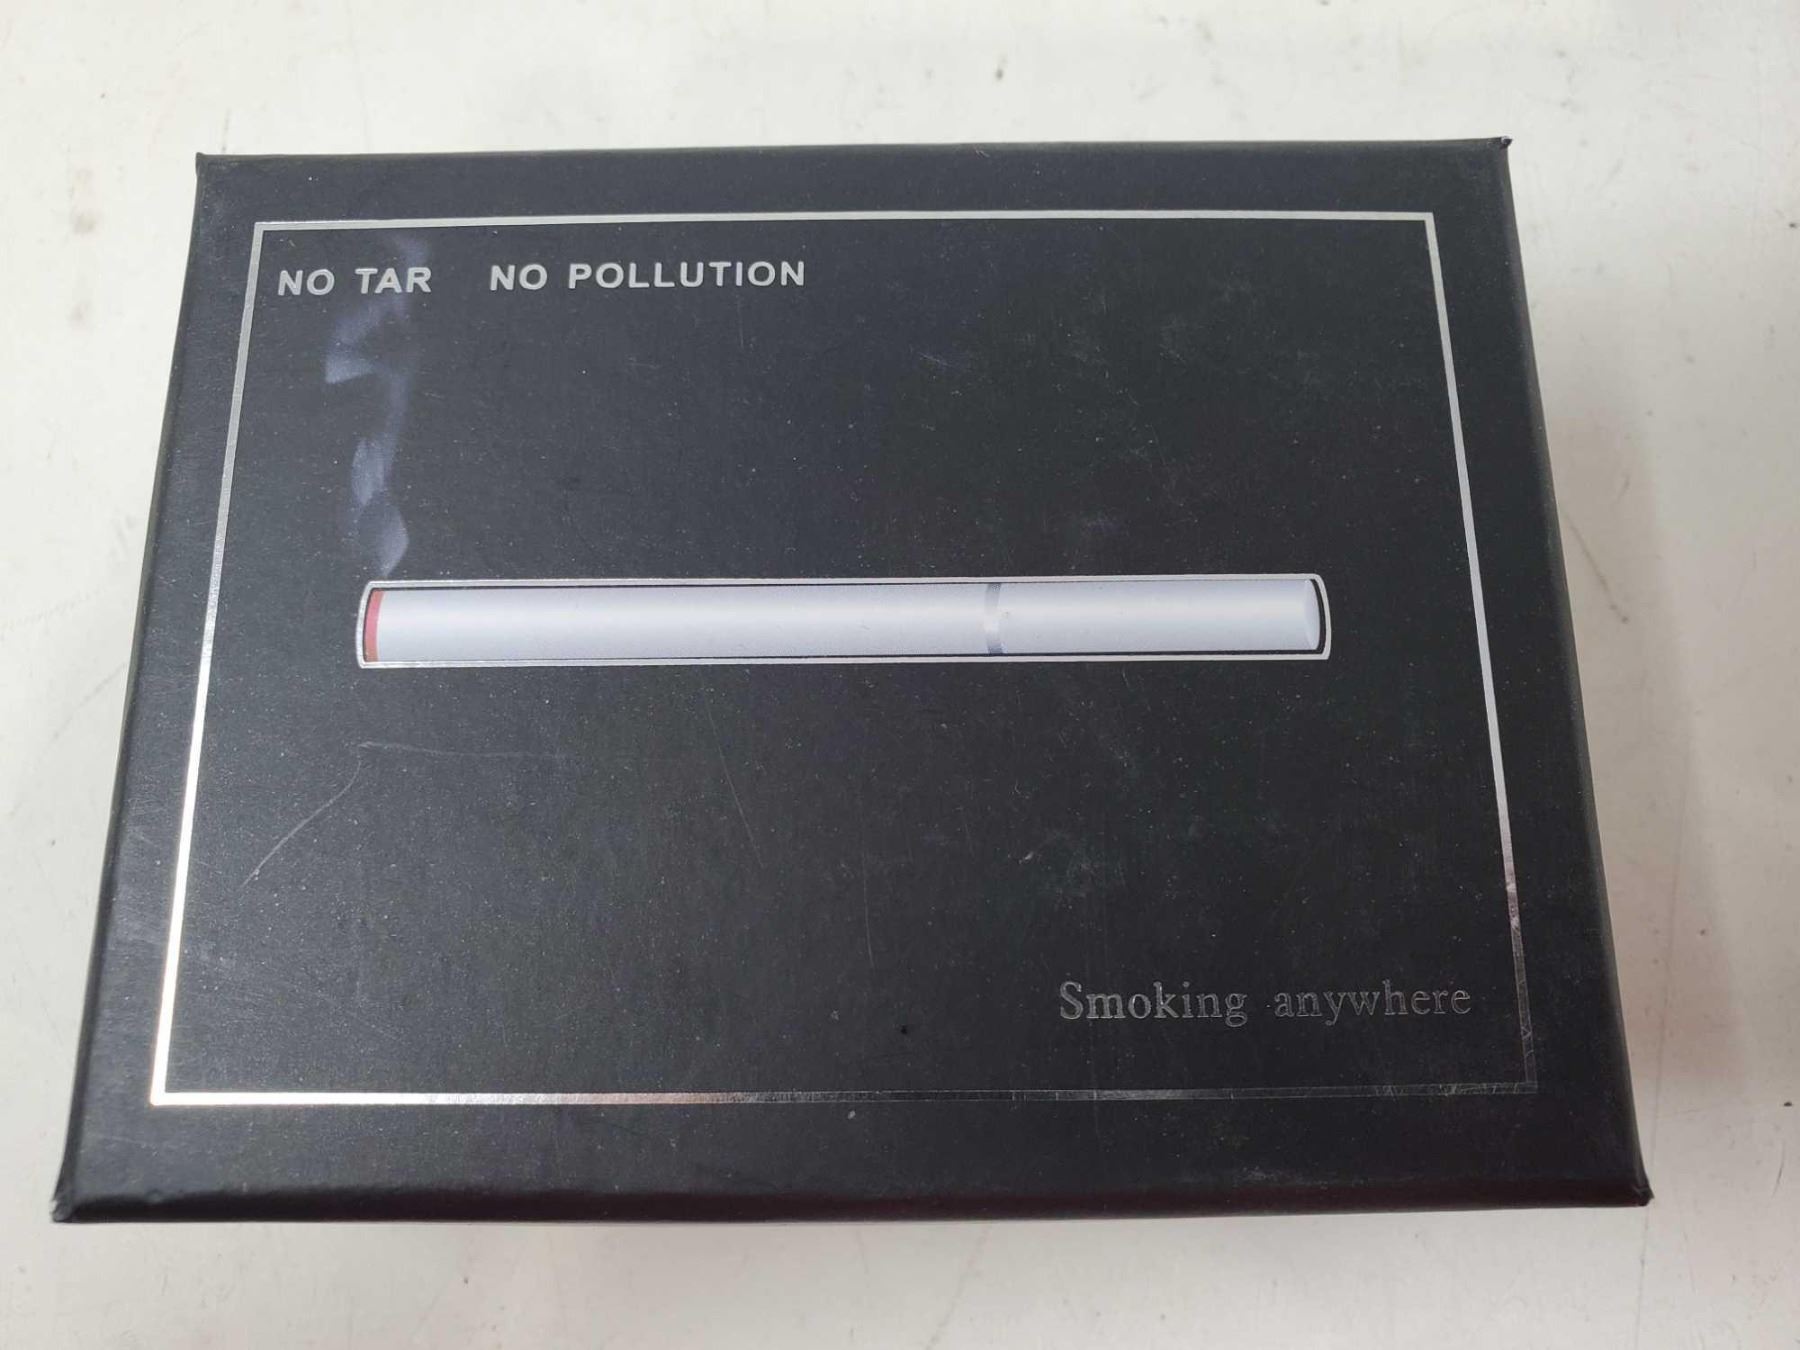 NO TAR NO POLLUTION
Smoking anywhere